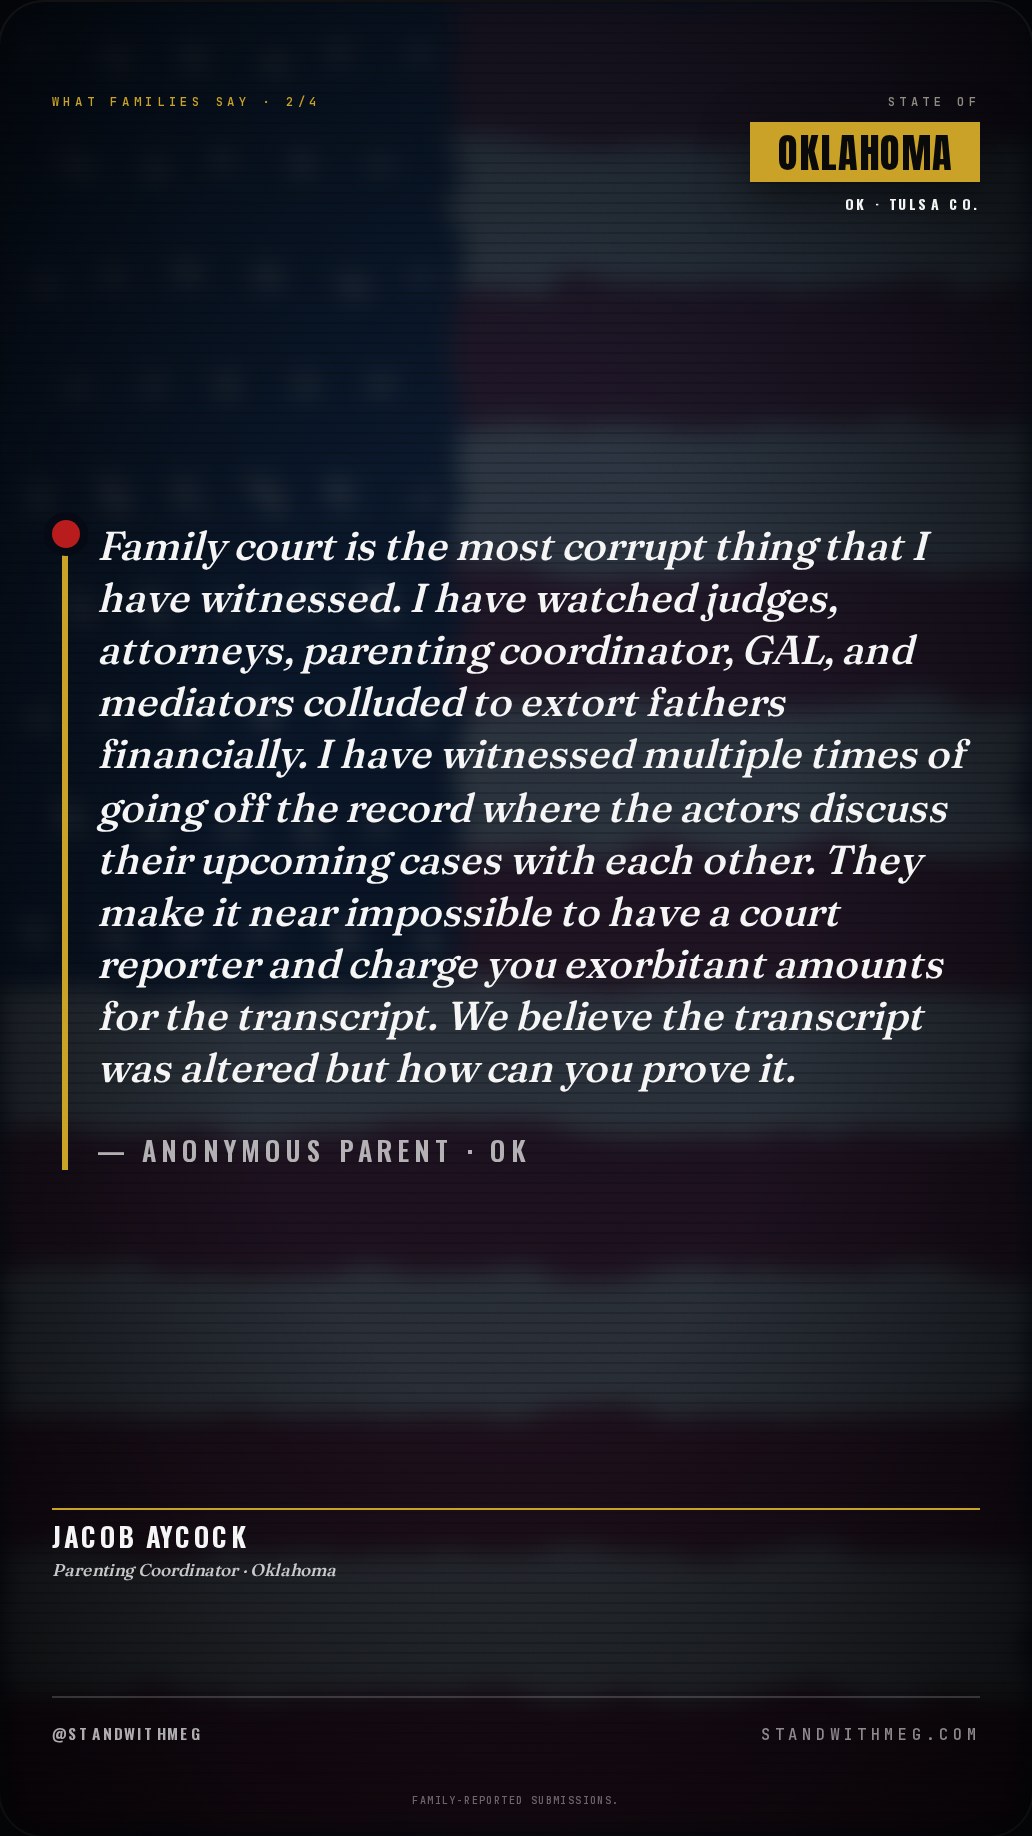 WHAT FAMILIES SAY · 2/4
STATE OF
OKLAHOMA
OK · TULSA CO.
Family court is the most corrupt thing that I
have witnessed. I have watched judges,
attorneys, parenting coordinator, GAL, and
mediators colluded to extort fathers
financially. I have witnessed multiple times of
going off the record where the actors discuss
their upcoming cases with each other. They
make it near impossible to have a court
reporter and charge you exorbitant amounts
for the transcript. We believe the transcript
was altered but how can you prove it.
— ANONYMOUS PARENT · OK
JACOB AYCOCK
Parenting Coordinator · Oklahoma
@STANDWITHMEG
STANDWITHMEG.COM
FAMILY-REPORTED SUBMISSIONS.